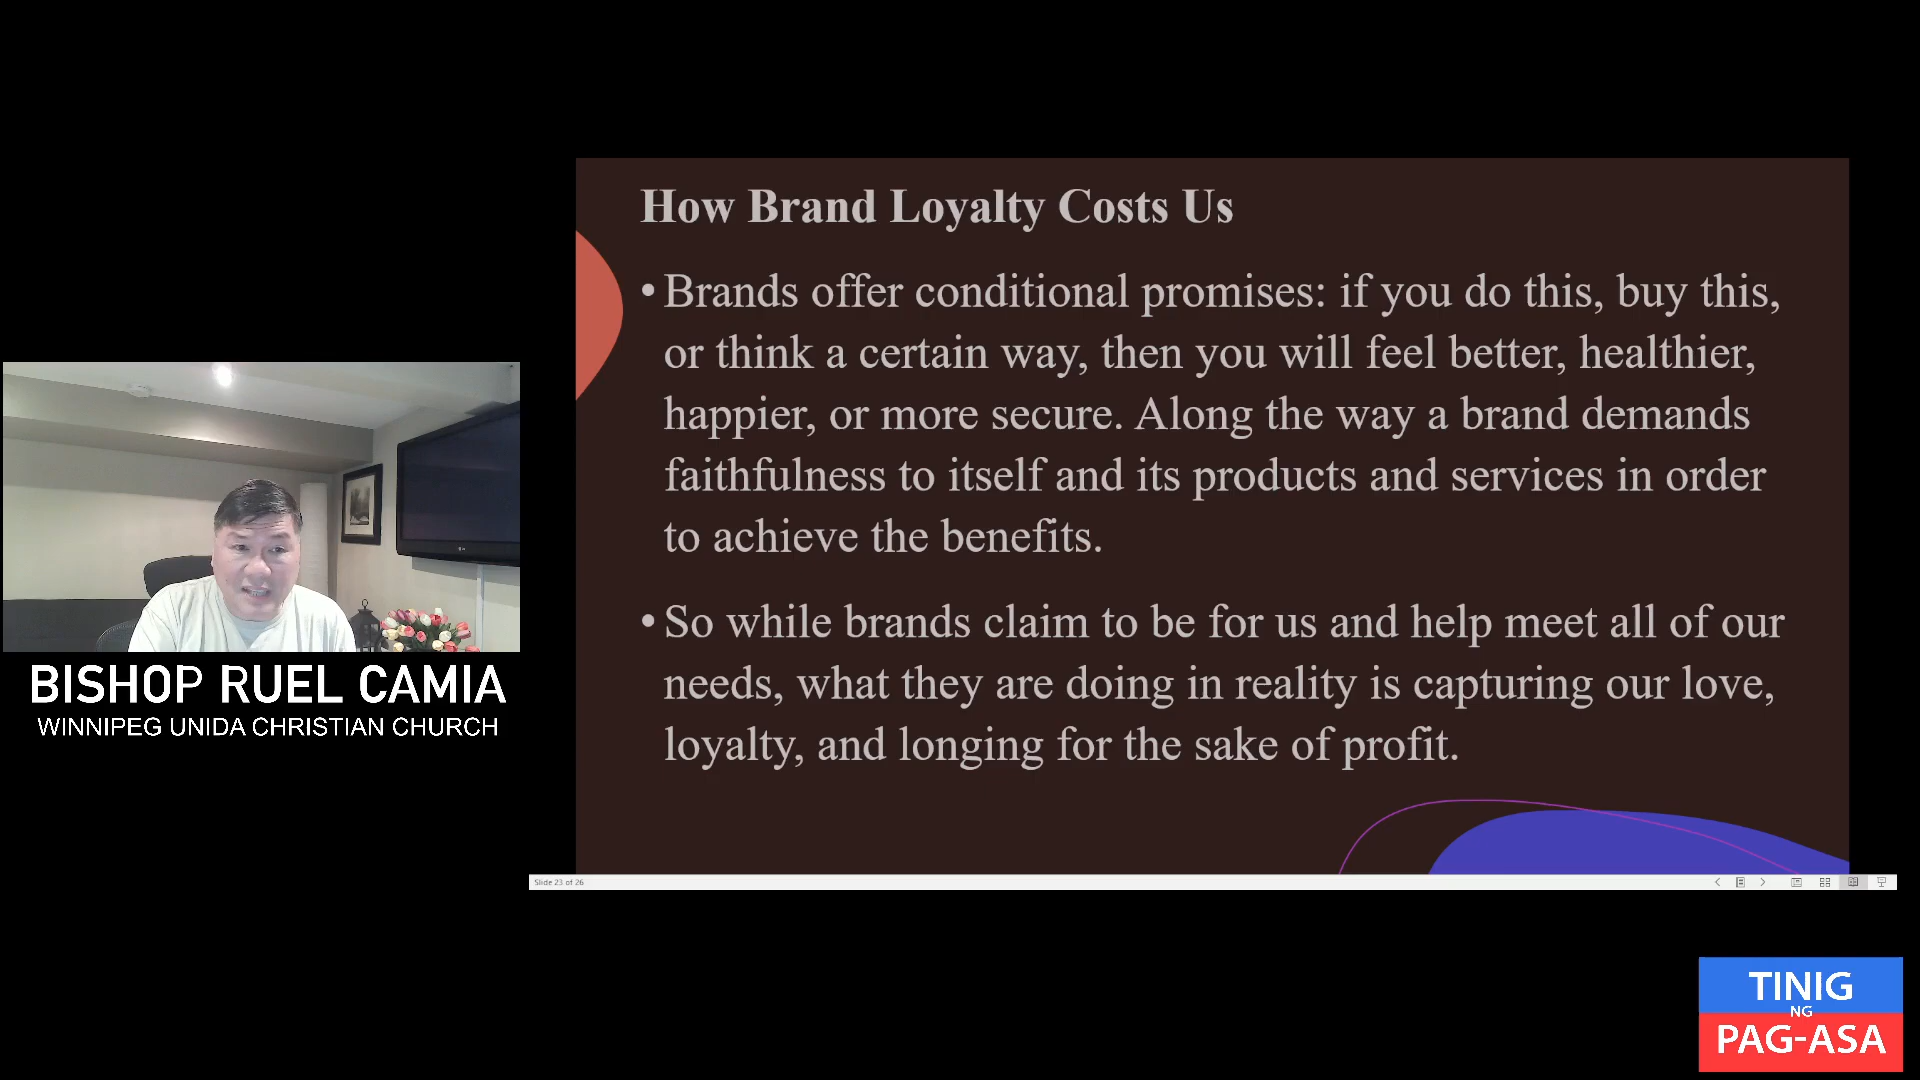 How Brand Loyalty Costs Us
• Brands offer conditional promises: if you do this, buy this,
or think a certain way, then you will feel better, healthier,
happier, or more secure. Along the way a brand demands
faithfulness to itself and its products and services in order
to achieve the benefits.
• So while brands claim to be for us and help meet all of our
needs, what they are doing in reality is capturing our love,
loyalty, and longing for the sake of profit.
BISHOP RUEL CAMIA
WINNIPEG UNIDA CHRISTIAN CHURCH
Slide 23 of 26
TINIG
NG
PAG-ASA